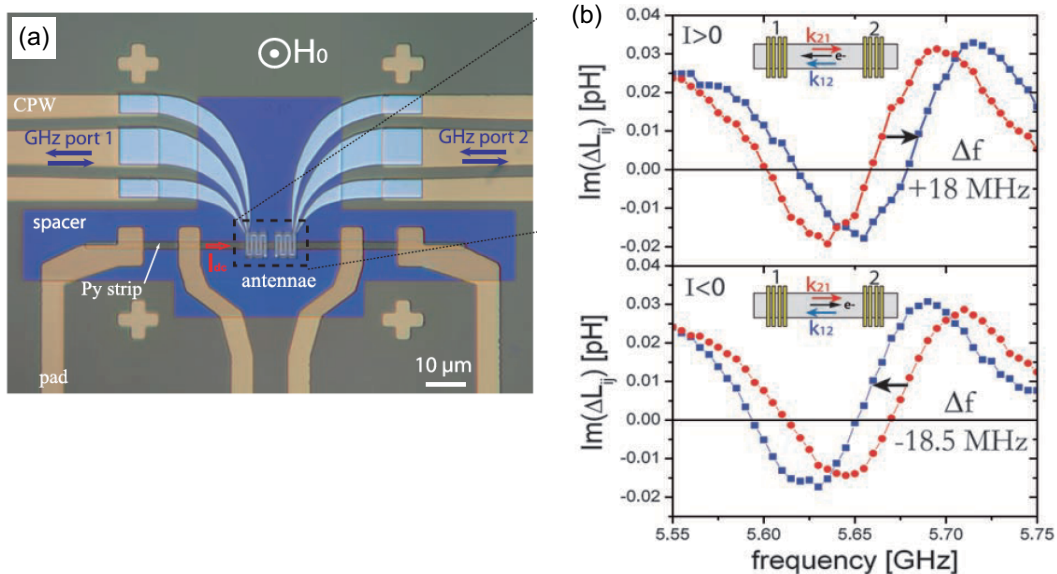 (a)
H₀
CPW
GHz port 1
GHz port 2
spacer
I_dc
antennae
Py strip
10 µm
pad
(b)
Im(ΔL_ij) [pH]
0.04
0.03
0.02
0.01
0.00
-0.01
0.02
I>0
1
2
k₂₁
e-
k₁₂
Δf
+18 MHz
Im(ΔL_ij) [pH]
0.04
0.03
0.02
0.01
0.00
-0.01
-0.02
I<0
1
2
k₂₁
e-
k₁₂
Δf
-18.5 MHz
5.55
5.60
5.65
5.70
5.75
frequency [GHz]